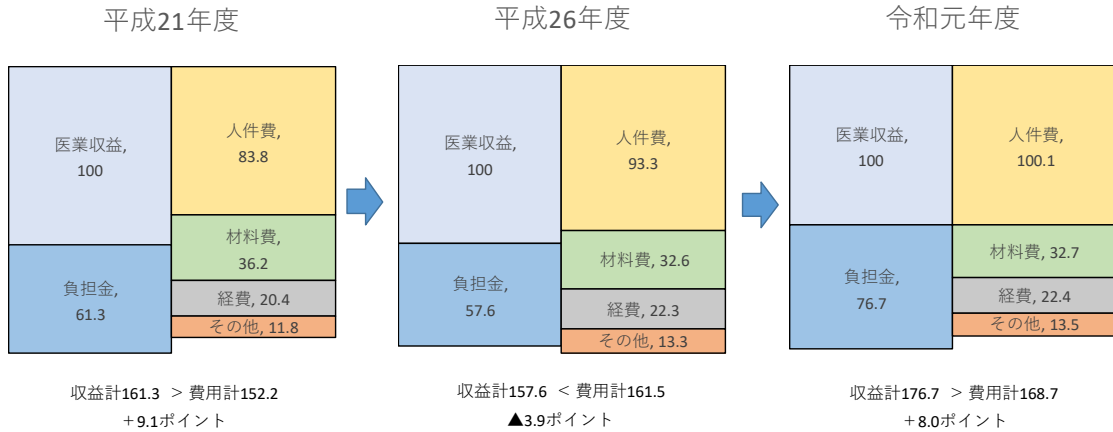 平成21年度
平成26年度
令和元年度
医業収益,
100
負担金,
61.3
人件費,
83.8
材料費,
36.2
経費, 20.4
その他, 11.8
医業収益,
100
負担金,
57.6
人件費,
93.3
材料費, 32.6
経費, 22.3
その他, 13.3
医業収益,
100
負担金,
76.7
人件費,
100.1
材料費, 32.7
経費, 22.4
その他, 13.5
収益計161.3 > 費用計152.2
＋9.1ポイント
収益計157.6 < 費用計161.5
▲3.9ポイント
収益計176.7 > 費用計168.7
＋8.0ポイント